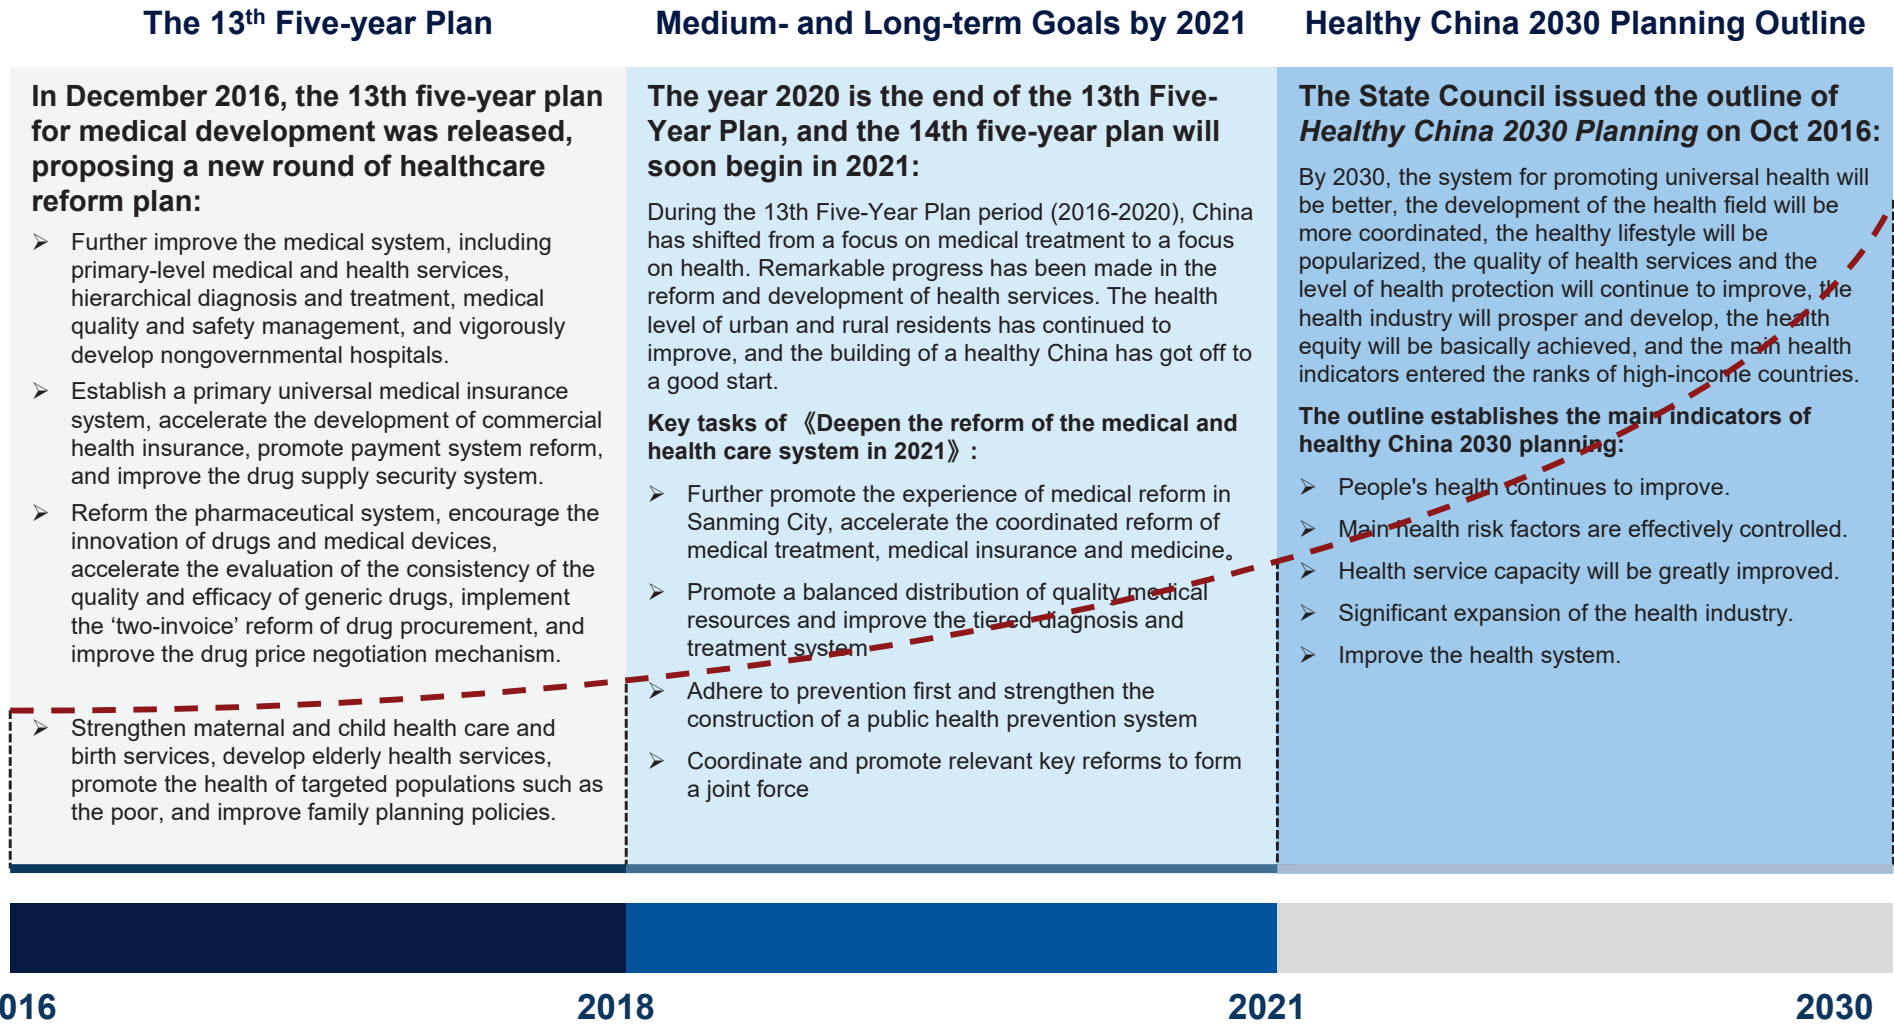 The 13th Five-year Plan
In December 2016, the 13th five-year plan
for medical development was released,
proposing a new round of healthcare
reform plan:
➢ Further improve the medical system, including
primary-level medical and health services,
hierarchical diagnosis and treatment, medical
quality and safety management, and vigorously
develop nongovernmental hospitals.
➢ Establish a primary universal medical insurance
system, accelerate the development of commercial
health insurance, promote payment system reform,
and improve the drug supply security system.
➢ Reform the pharmaceutical system, encourage the
innovation of drugs and medical devices,
accelerate the evaluation of the consistency of the
quality and efficacy of generic drugs, implement
the ‘two-invoice’ reform of drug procurement, and
improve the drug price negotiation mechanism.
➢ Strengthen maternal and child health care and
birth services, develop elderly health services,
promote the health of targeted populations such as
the poor, and improve family planning policies.
Medium- and Long-term Goals by 2021
The year 2020 is the end of the 13th Five-
Year Plan, and the 14th five-year plan will
soon begin in 2021:
During the 13th Five-Year Plan period (2016-2020), China
has shifted from a focus on medical treatment to a focus
on health. Remarkable progress has been made in the
reform and development of health services. The health
level of urban and rural residents has continued to
improve, and the building of a healthy China has got off to
a good start.
Key tasks of 《Deepen the reform of the medical and
health care system in 2021》:
➢ Further promote the experience of medical reform in
Sanming City, accelerate the coordinated reform of
medical treatment, medical insurance and medicine。
➢ Promote a balanced distribution of quality medical
resources and improve the tiered diagnosis and
treatment system
➢ Adhere to prevention first and strengthen the
construction of a public health prevention system
➢ Coordinate and promote relevant key reforms to form
a joint force
Healthy China 2030 Planning Outline
The State Council issued the outline of
Healthy China 2030 Planning on Oct 2016:
By 2030, the system for promoting universal health will
be better, the development of the health field will be
more coordinated, the healthy lifestyle will be
popularized, the quality of health services and the
level of health protection will continue to improve, the
health industry will prosper and develop, the health
equity will be basically achieved, and the main health
indicators entered the ranks of high-income countries.
The outline establishes the main indicators of
healthy China 2030 planning:
➢ People's health continues to improve.
➢ Main health risk factors are effectively controlled.
➢ Health service capacity will be greatly improved.
➢ Significant expansion of the health industry.
➢ Improve the health system.
016 2018 2021 2030